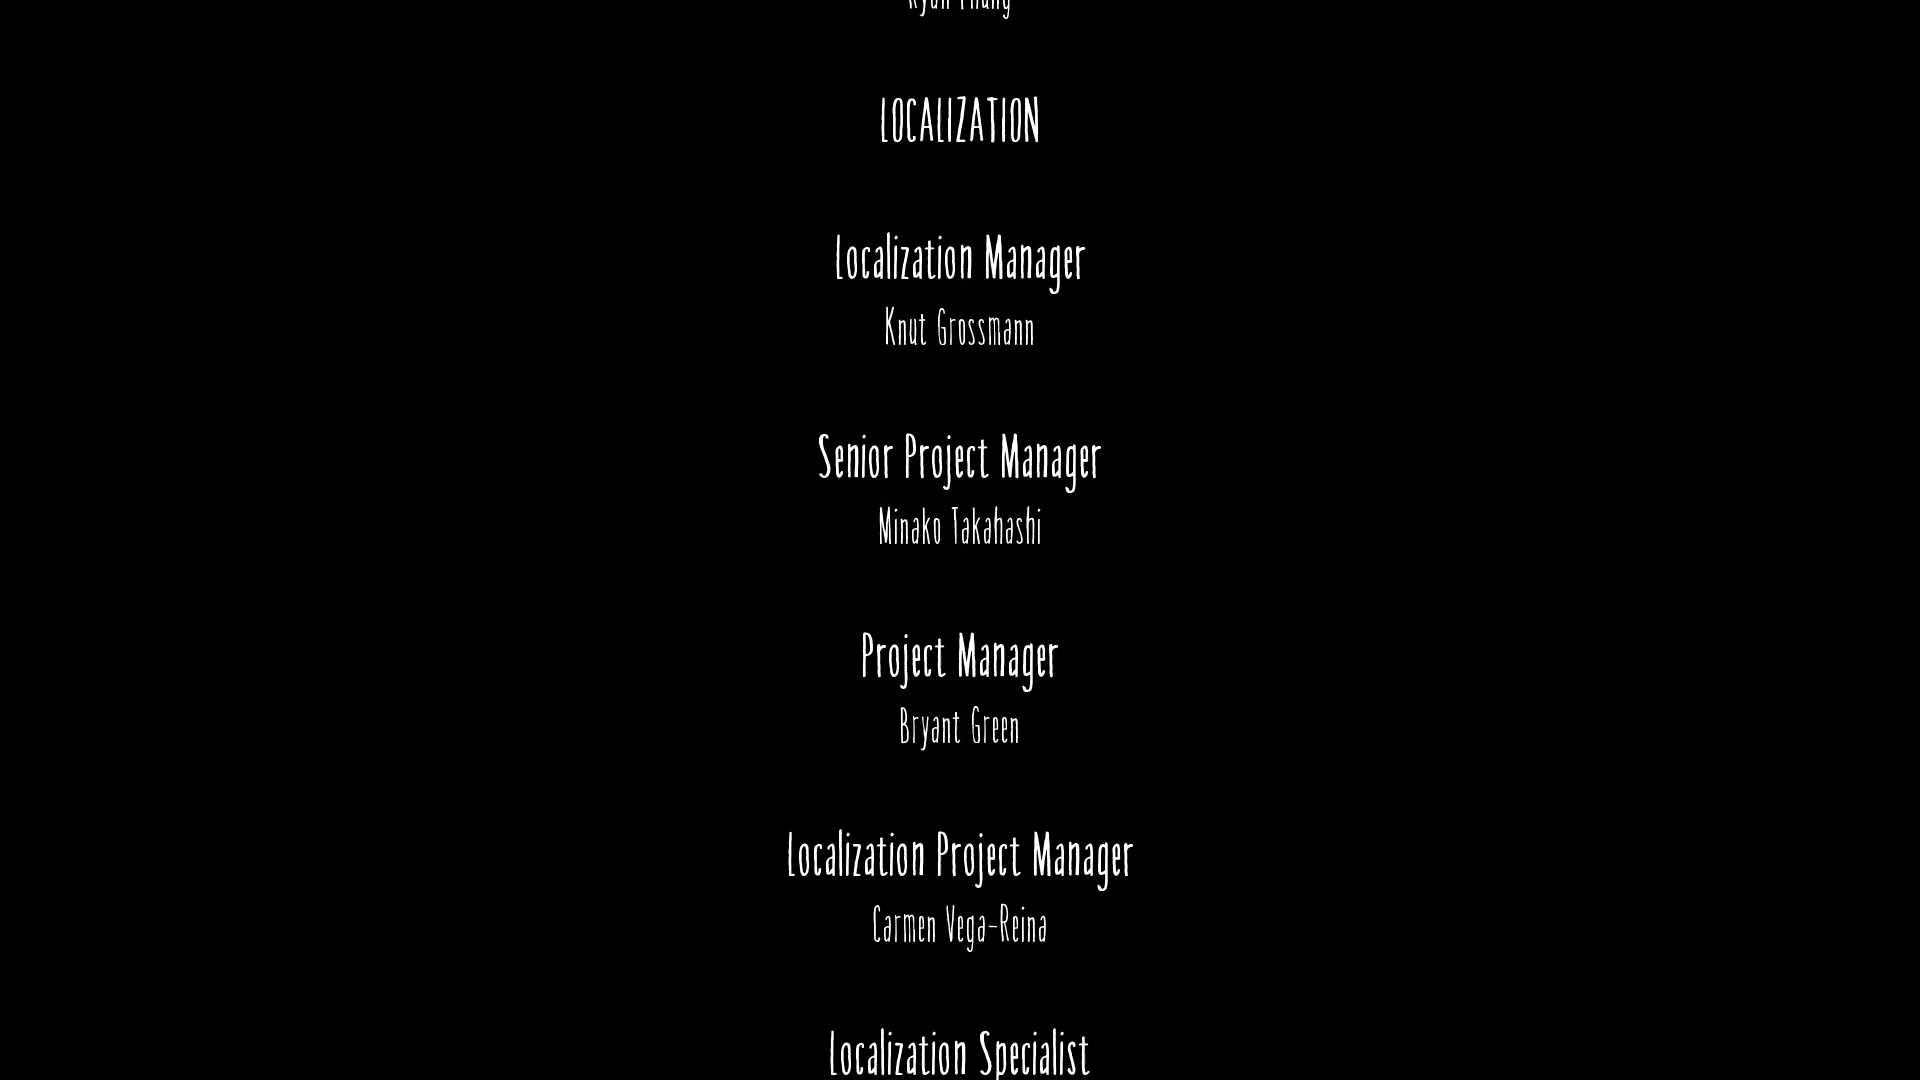 LOCALIZATION
Localization Manager
Knut Grossmann
Senior Project Manager
Minako Takahashi
Project Manager
Bryant Green
Localization Project Manager
Carmen Vega-Reina
Localization Specialist